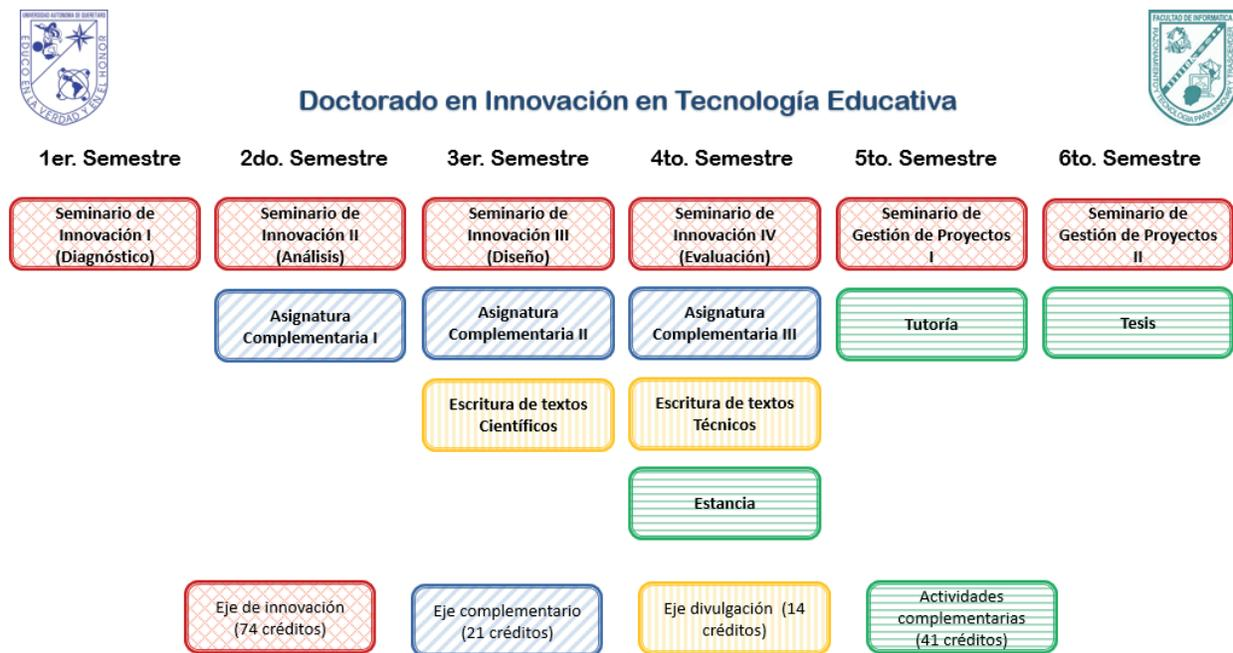 UNIVERSIDAD AUTONOMA DE QUERETARO
EDUCO EN LA VERDAD Y EN EL HONOR
FACULTAD DE INFORMATICA
RAZONAMIENTO Y TECNOLOGIA PARA INNOVAR Y TRASCENDER
Doctorado en Innovación en Tecnología Educativa
1er. Semestre
2do. Semestre
3er. Semestre
4to. Semestre
5to. Semestre
6to. Semestre
Seminario de
Innovación I
(Diagnóstico)
Seminario de
Innovación II
(Análisis)
Seminario de
Innovación III
(Diseño)
Seminario de
Innovación IV
(Evaluación)
Seminario de
Gestión de Proyectos
I
Seminario de
Gestión de Proyectos
II
Asignatura
Complementaria I
Asignatura
Complementaria II
Asignatura
Complementaria III
Tutoría
Tesis
Escritura de textos
Científicos
Escritura de textos
Técnicos
Estancia
Eje de innovación
(74 créditos)
Eje complementario
(21 créditos)
Eje divulgación (14
créditos)
Actividades
complementarias
(41 créditos)